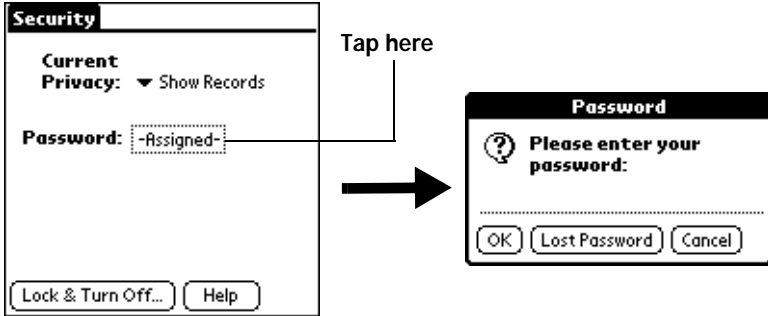 Security
Tap here
Current
Privacy: Show Records
Password: -Assigned-
Lock & Turn Off... Help
Password
Please enter your
password:
OK Lost Password Cancel